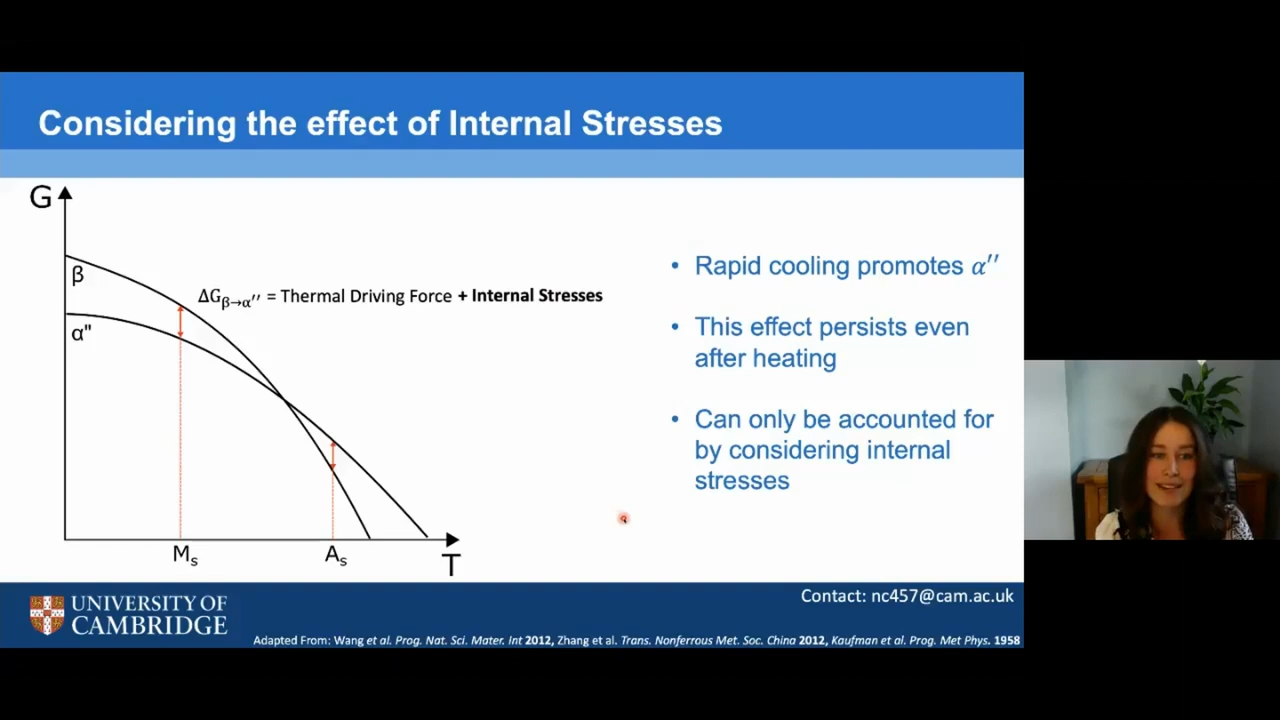 Considering the effect of Internal Stresses
G
β
α"
ΔGβ→α′′ = Thermal Driving Force + Internal Stresses
Ms
As
T
• Rapid cooling promotes α′′
• This effect persists even
after heating
• Can only be accounted for
by considering internal
stresses
UNIVERSITY OF
CAMBRIDGE
Contact: nc457@cam.ac.uk
Adapted From: Wang et al. Prog. Nat. Sci. Mater. Int 2012, Zhang et al. Trans. Nonferrous Met. Soc. China 2012, Kaufman et al. Prog. Met Phys. 1958